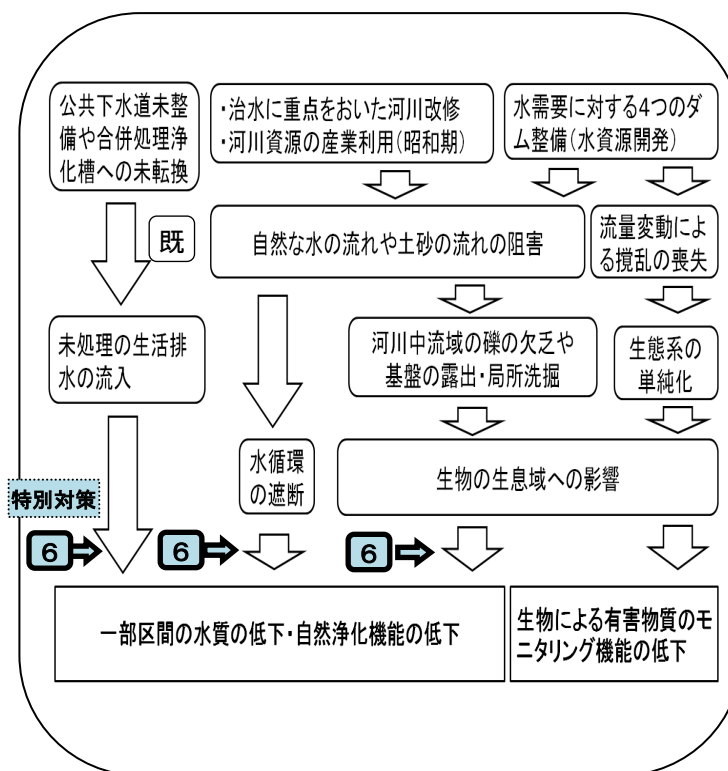 公共下水道未整
備や合併処理浄
化槽への未転換
・治水に重点をおいた河川改修
・河川資源の産業利用(昭和期)
水需要に対する4つのダ
ム整備(水資源開発)
既
自然な水の流れや土砂の流れの阻害
流量変動によ
る撹乱の喪失
未処理の生活排
水の流入
河川中流域の礫の欠乏や
基盤の露出・局所洗掘
生態系の
単純化
水循環
の遮断
生物の生息域への影響
特別対策
6
6
6
一部区間の水質の低下・自然浄化機能の低下
生物による有害物質のモ
ニタリング機能の低下